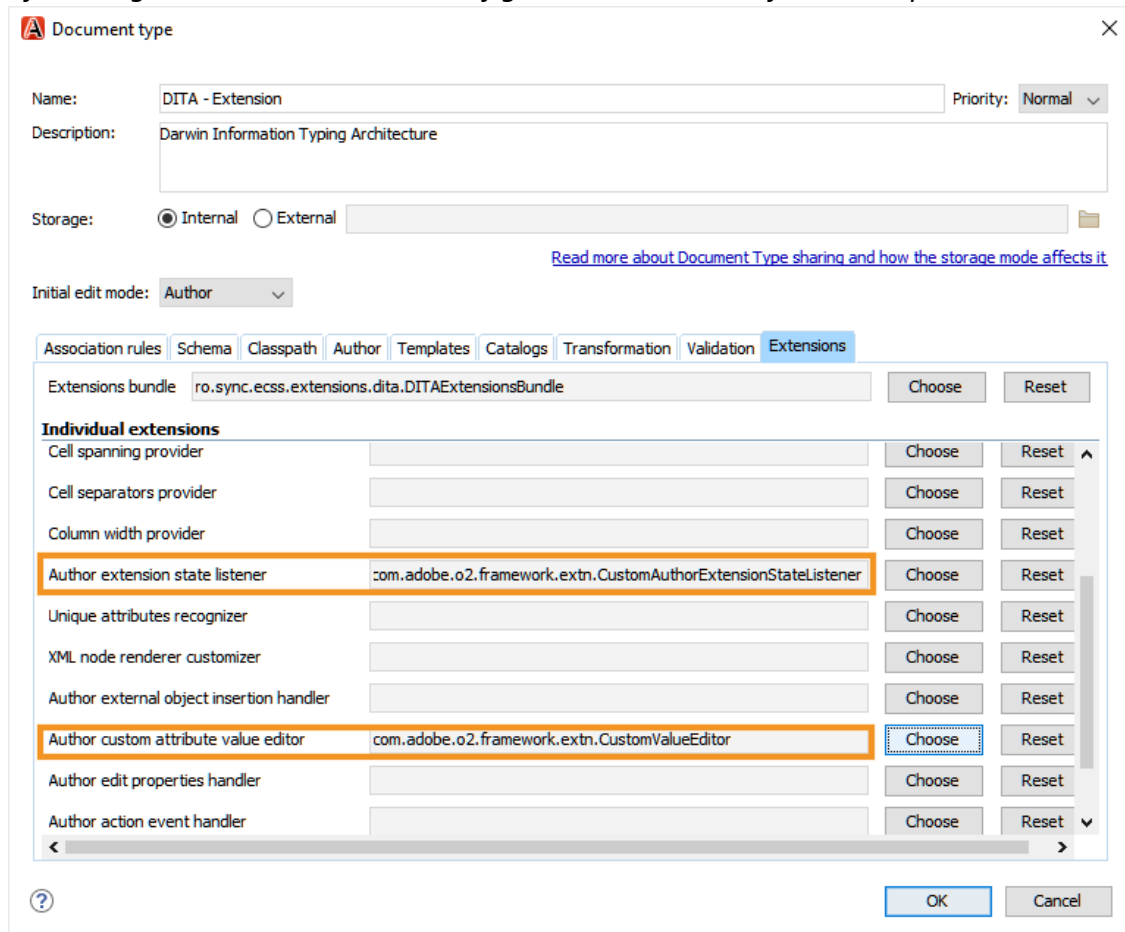 Document type
Name: DITA - Extension Priority: Normal
Description: Darwin Information Typing Architecture
Storage: Internal External
Read more about Document Type sharing and how the storage mode affects it
Initial edit mode: Author
Association rules Schema Classpath Author Templates Catalogs Transformation Validation Extensions
Extensions bundle ro.sync.ecss.extensions.dita.DITAExtensionsBundle Choose Reset
Individual extensions
Cell spanning provider Choose Reset
Cell separators provider Choose Reset
Column width provider Choose Reset
Author extension state listener com.adobe.o2.framework.extn.CustomAuthorExtensionStateListener Choose Reset
Unique attributes recognizer Choose Reset
XML node renderer customizer Choose Reset
Author external object insertion handler Choose Reset
Author custom attribute value editor com.adobe.o2.framework.extn.CustomValueEditor Choose Reset
Author edit properties handler Choose Reset
Author action event handler Choose Reset
? OK Cancel